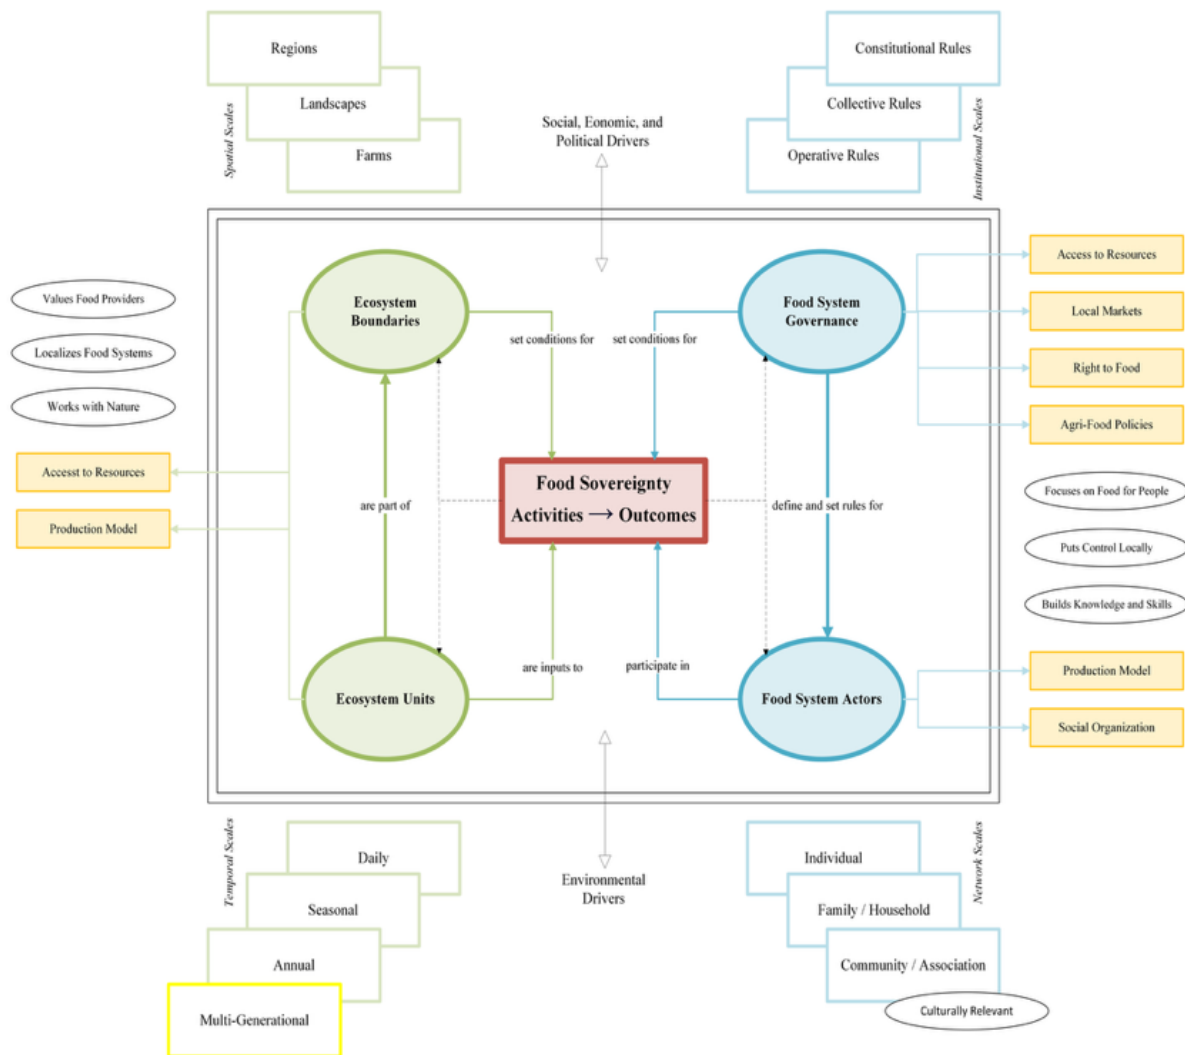 Regions
Landscapes
Farms
Spatial Scales
Social, Eonomic, and
Political Drivers
Constitutional Rules
Collective Rules
Operative Rules
Institutional Scales
Values Food Providers
Localizes Food Systems
Works with Nature
Accesst to Resources
Production Model
Ecosystem
Boundaries
set conditions for
are part of
Ecosystem Units
are inputs to
Food Sovereignty
Activities → Outcomes
Food System
Governance
set conditions for
define and set rules for
Food System Actors
participate in
Access to Resources
Local Markets
Right to Food
Agri-Food Policies
Focuses on Food for People
Puts Control Locally
Builds Knowledge and Skills
Production Model
Social Organization
Temporal Scales
Daily
Seasonal
Annual
Multi-Generational
Environmental
Drivers
Individual
Family / Household
Community / Association
Culturally Relevant
Network Scales